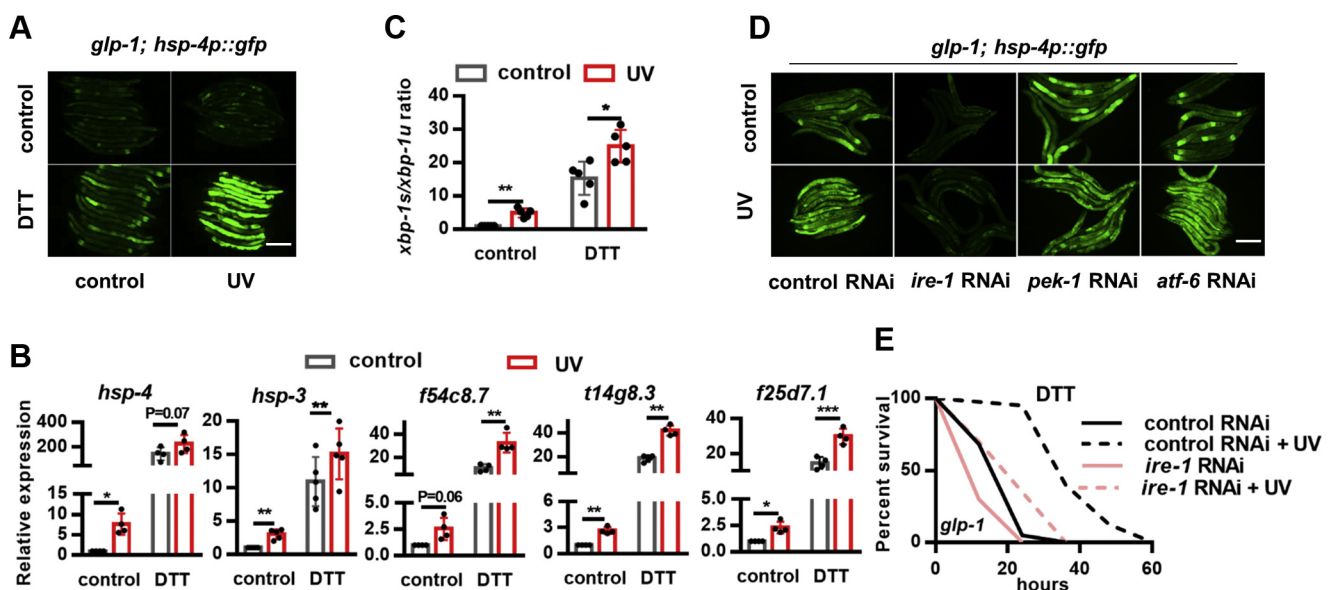 A
glp-1; hsp-4p::gfp
control
DTT
control
UV
C
control
UV
xbp-1s/xbp-1u ratio
40
30
20
10
0
**
*
control
DTT
D
glp-1; hsp-4p::gfp
control
UV
control RNAi
ire-1 RNAi
pek-1 RNAi
atf-6 RNAi
B
control
UV
Relative expression
hsp-4
400
200
15
10
5
0
*
P=0.07
control
DTT
hsp-3
20
15
10
5
0
**
**
control
DTT
f54c8.7
40
20
5.0
2.5
0.0
P=0.06
**
control
DTT
t14g8.3
40
20
6
3
0
**
**
control
DTT
f25d7.1
40
20
5.0
2.5
0.0
*
***
control
DTT
E
DTT
Percent survival
100
50
0
glp-1
0
20
40
60
hours
control RNAi
control RNAi + UV
ire-1 RNAi
ire-1 RNAi + UV